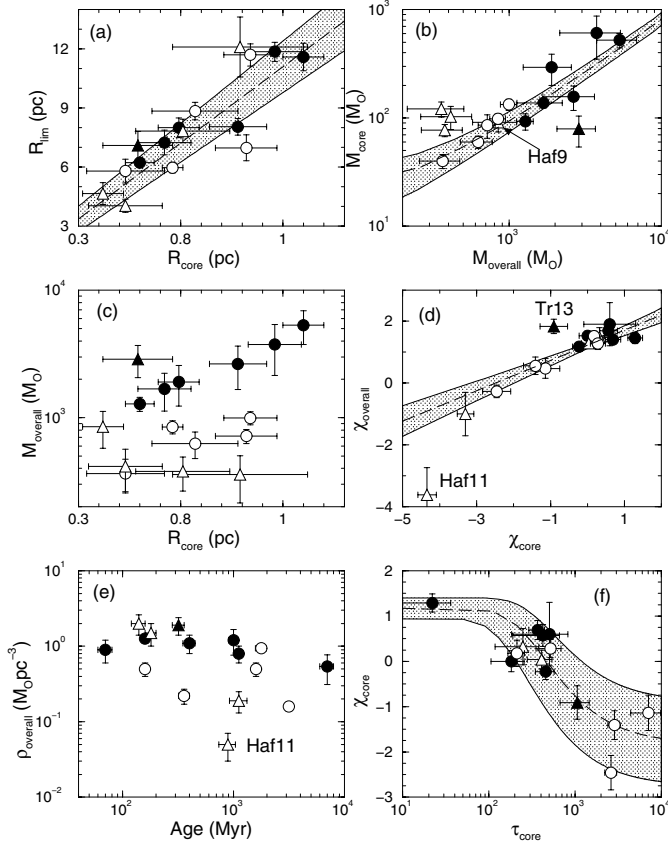 (a)
12
9
6
3
R_lim (pc)
0.3 0.8 1
R_core (pc)
(b)
10^3
10^2
10^1
M_core (M_O)
Haf9
10^3 10^4
M_overall (M_O)
(c)
10^4
10^3
M_overall (M_O)
0.3 0.8 1
R_core (pc)
(d)
Tr13
2
0
−2
−4
χ_overall
Haf11
−5 −3 −1 1
χ_core
(e)
10^1
10^0
10^−1
10^−2
ρ_overall (M_O pc^−3)
Haf11
10^2 10^3 10^4
Age (Myr)
(f)
2
1
0
−1
−2
−3
χ_core
10^1 10^2 10^3 10^4
τ_core